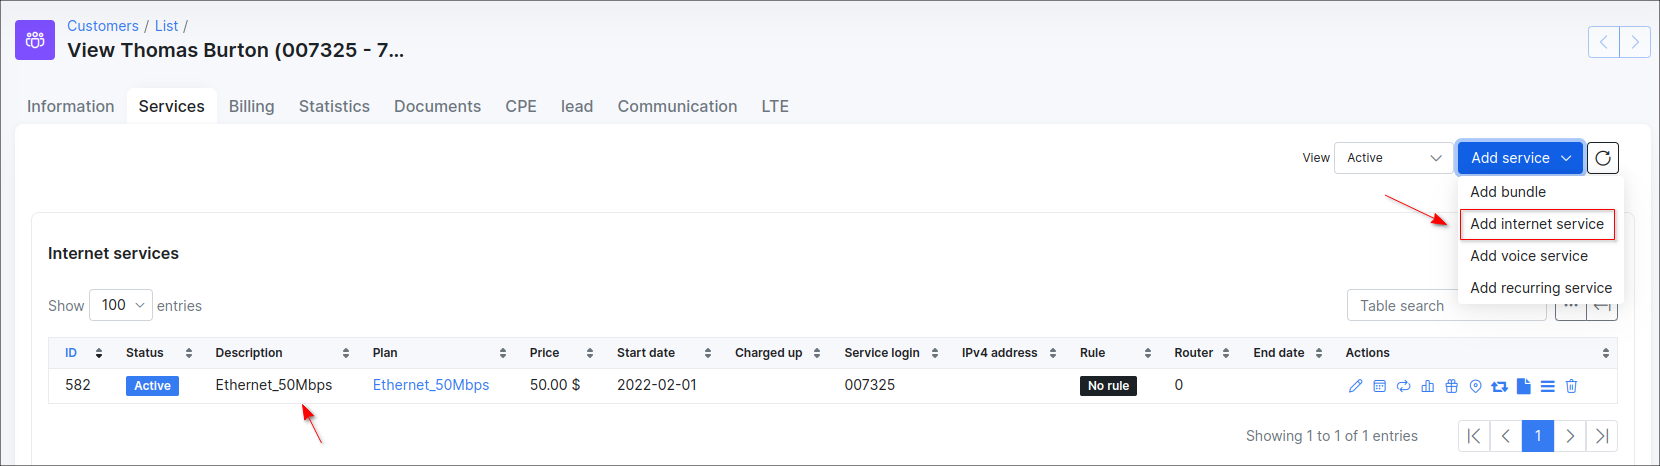 Customers / List /
View Thomas Burton (007325 - 7...
Information Services Billing Statistics Documents CPE lead Communication LTE
View Active Add service
Add bundle
Add internet service
Add voice service
Add recurring service
Internet services
Show 100 entries
Table search
ID Status Description Plan Price Start date Charged up Service login IPv4 address Rule Router End date Actions
582 Active Ethernet_50Mbps Ethernet_50Mbps 50.00 $ 2022-02-01 007325 No rule 0
Showing 1 to 1 of 1 entries 1